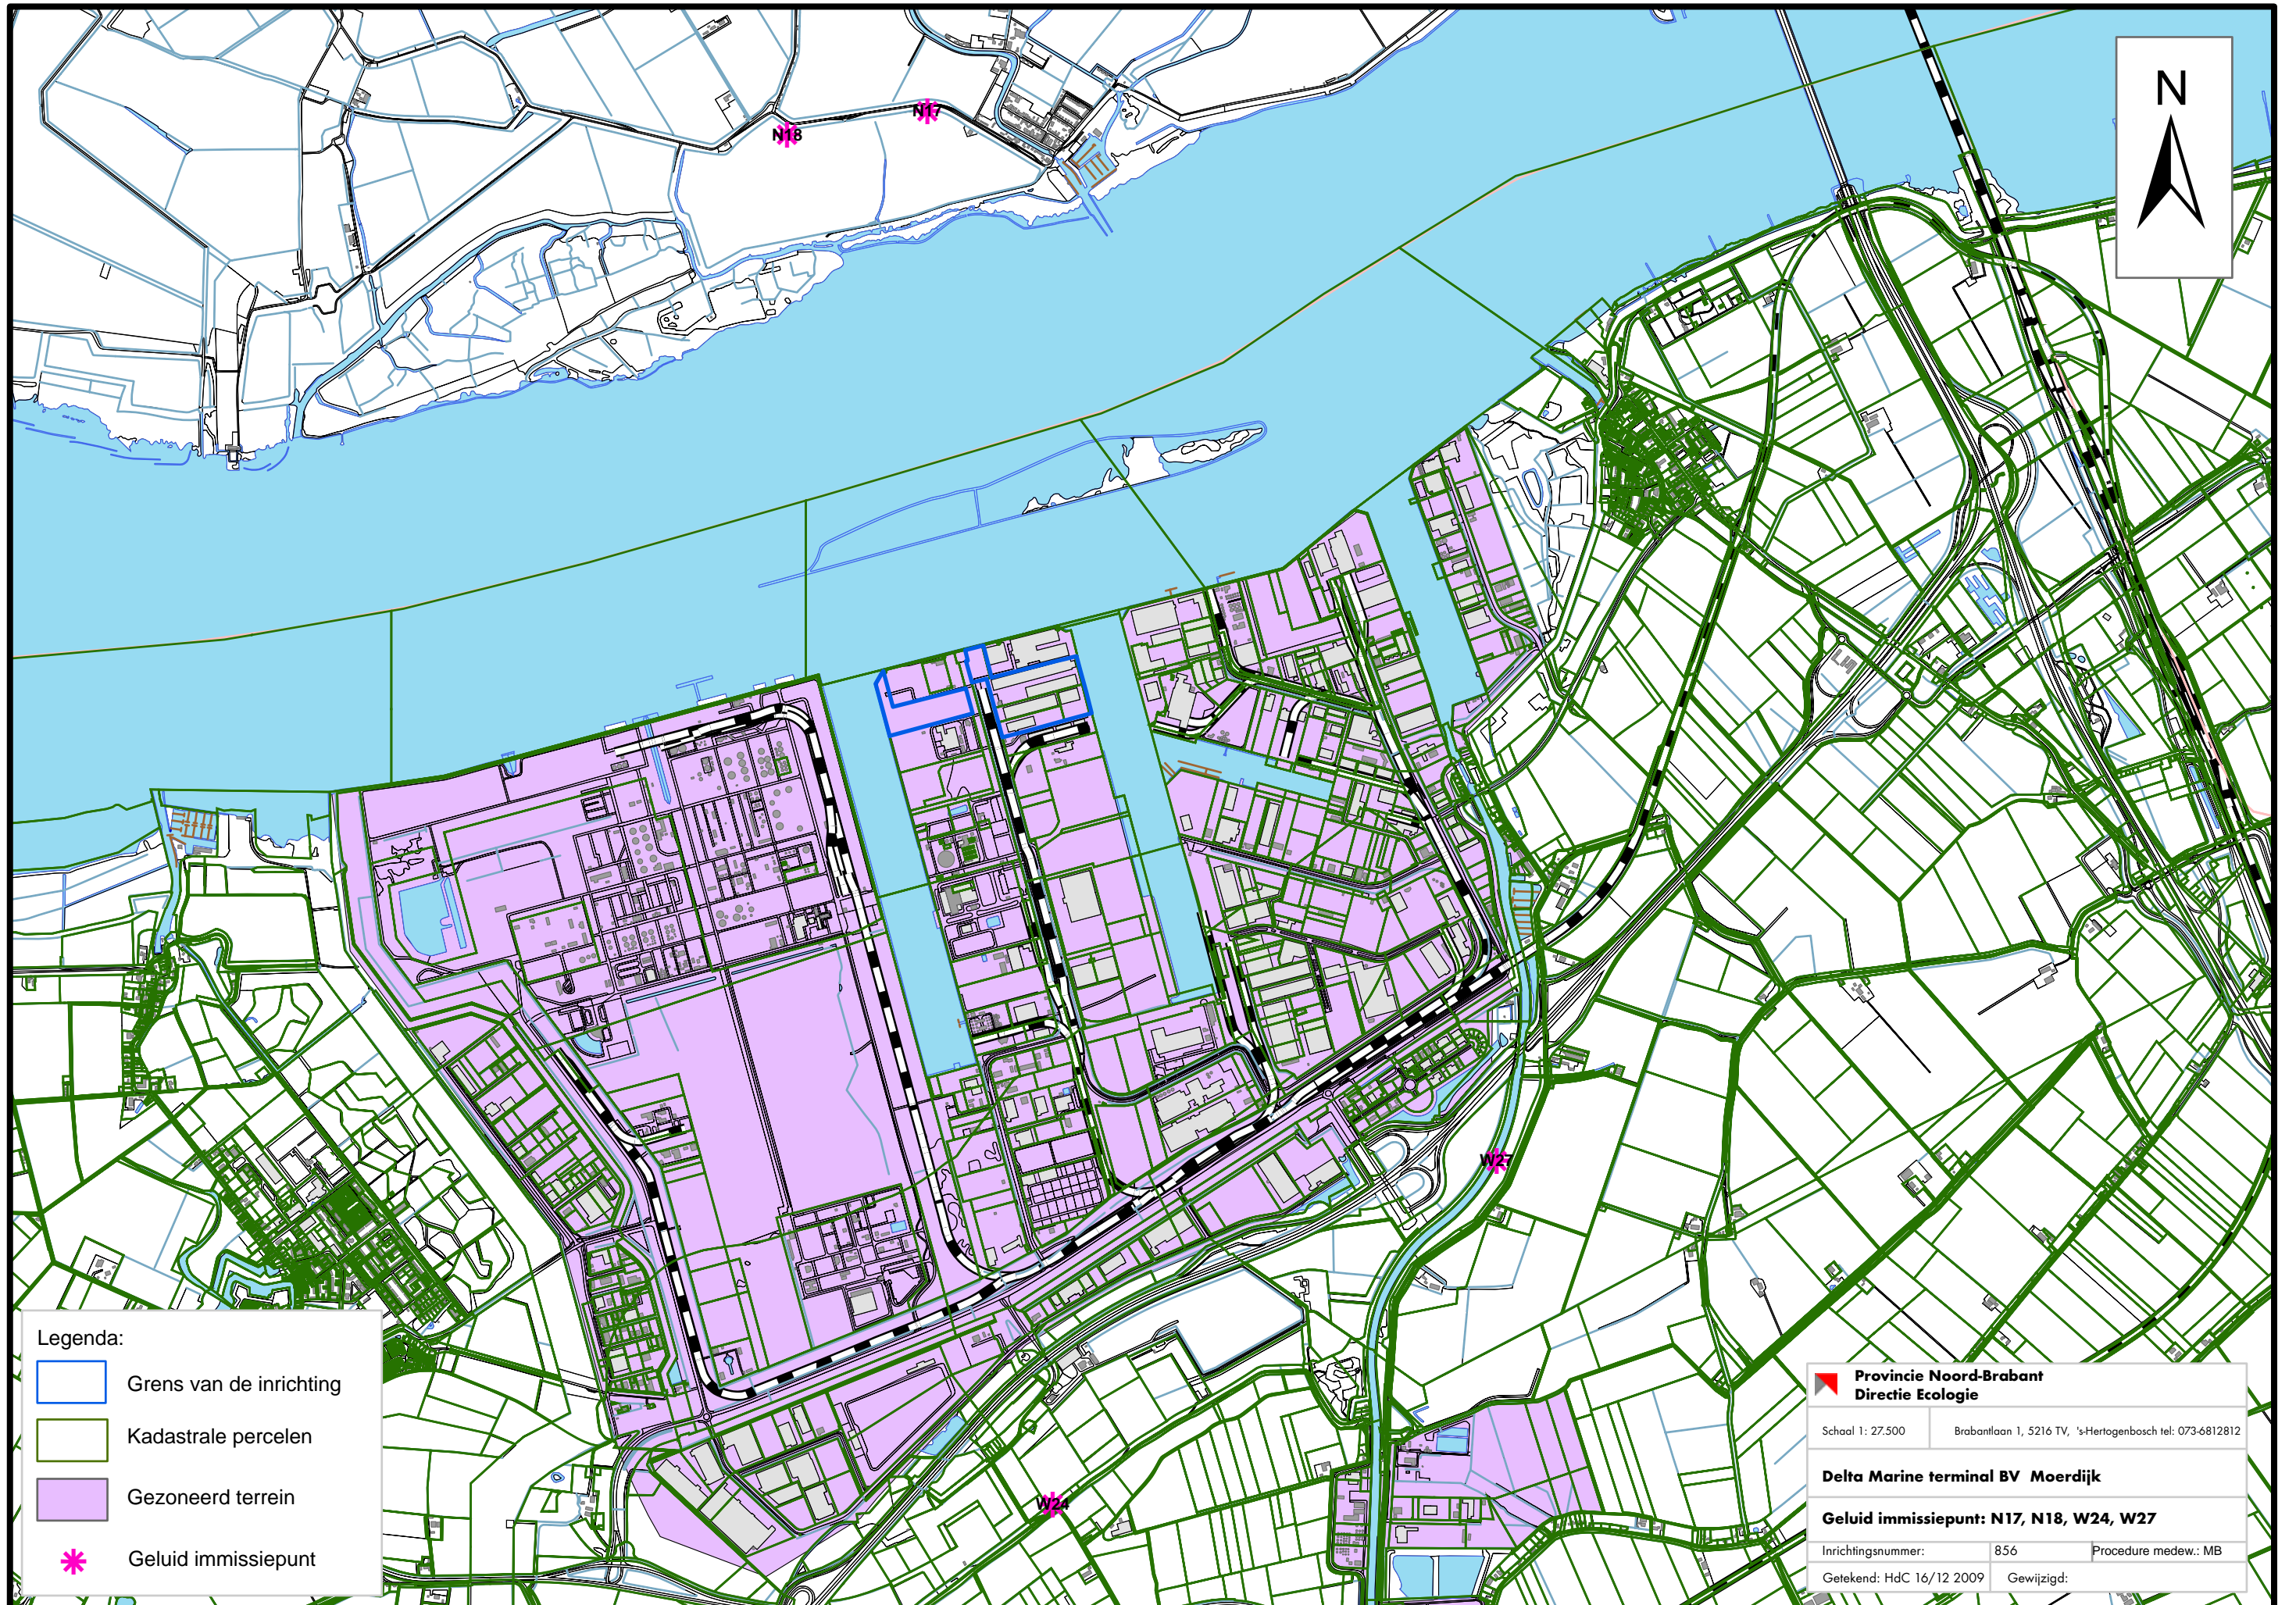 N
N17
N18
W27
W24
Legenda:
Grens van de inrichting
Kadastrale percelen
Gezoneerd terrein
Geluid immissiepunt
Provincie Noord-Brabant
Directie Ecologie
Schaal 1: 27.500 Brabantlaan 1, 5216 TV, 's-Hertogenbosch tel: 073-6812812
Delta Marine terminal BV Moerdijk
Geluid immissiepunt: N17, N18, W24, W27
Inrichtingsnummer: 856 Procedure medew.: MB
Getekend: HdC 16/12 2009 Gewijzigd: